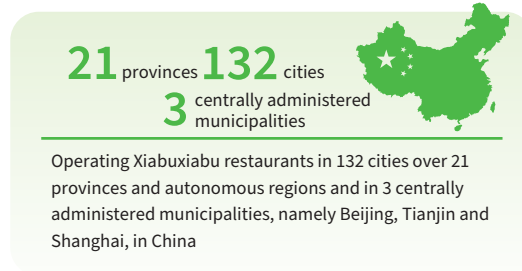 21 provinces 132 cities
3 centrally administered
municipalities
Operating Xiabuxiabu restaurants in 132 cities over 21
provinces and autonomous regions and in 3 centrally
administered municipalities, namely Beijing, Tianjin and
Shanghai, in China